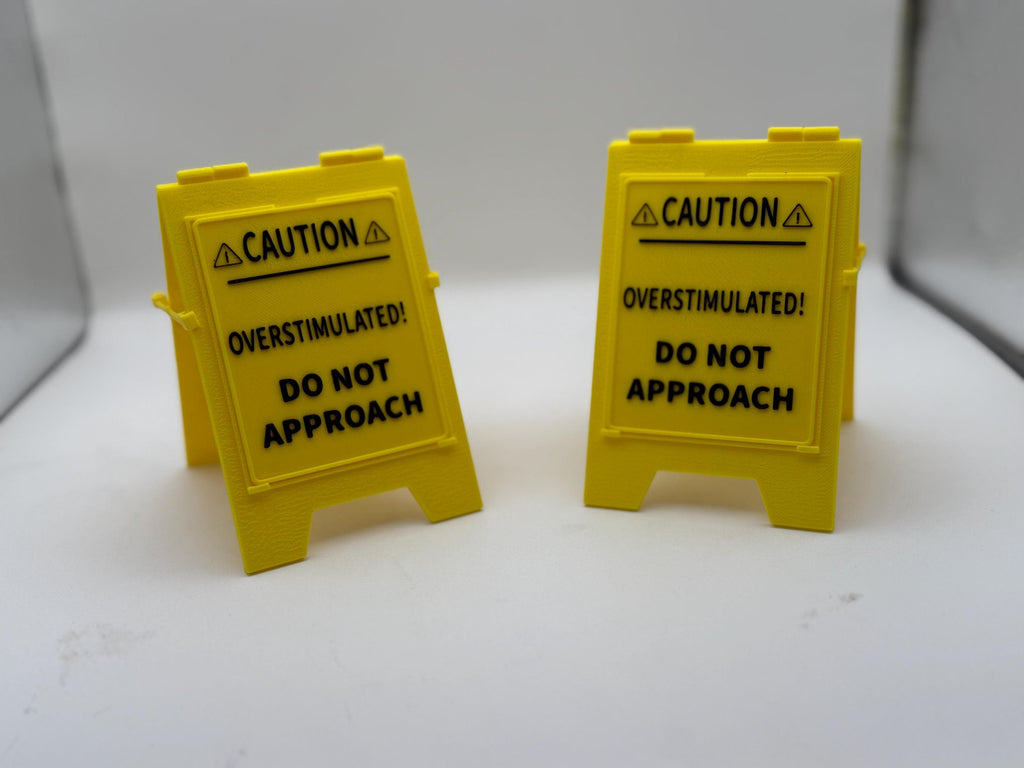 CAUTION
OVERSTIMULATED!
DO NOT
APPROACH
CAUTION
OVERSTIMULATED!
DO NOT
APPROACH